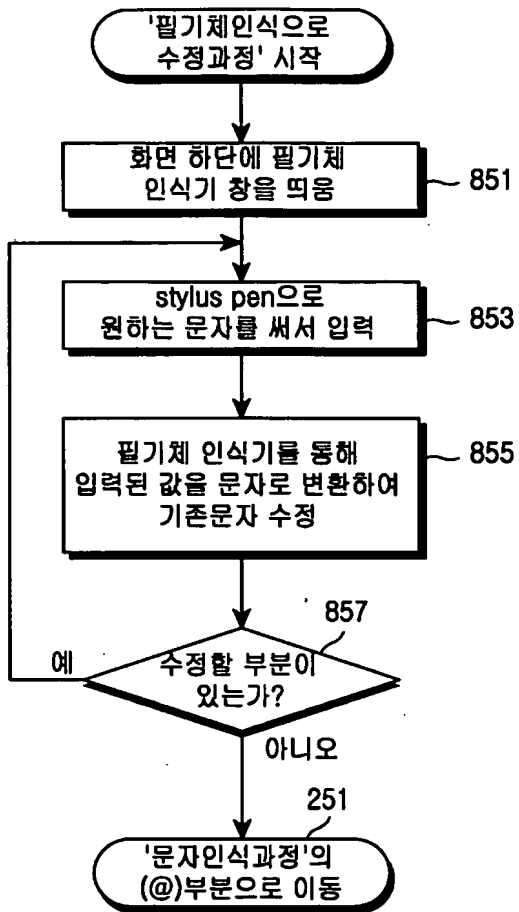 '필기체인식으로
수정과정' 시작
화면 하단에 필기체
인식기 창을 띄움
851
stylus pen으로
원하는 문자를 써서 입력
853
필기체 인식기를 통해
입력된 값을 문자로 변환하여
기존문자 수정
855
857
예
수정할 부분이
있는가?
아니오
251
'문자인식과정'의
(@)부분으로 이동